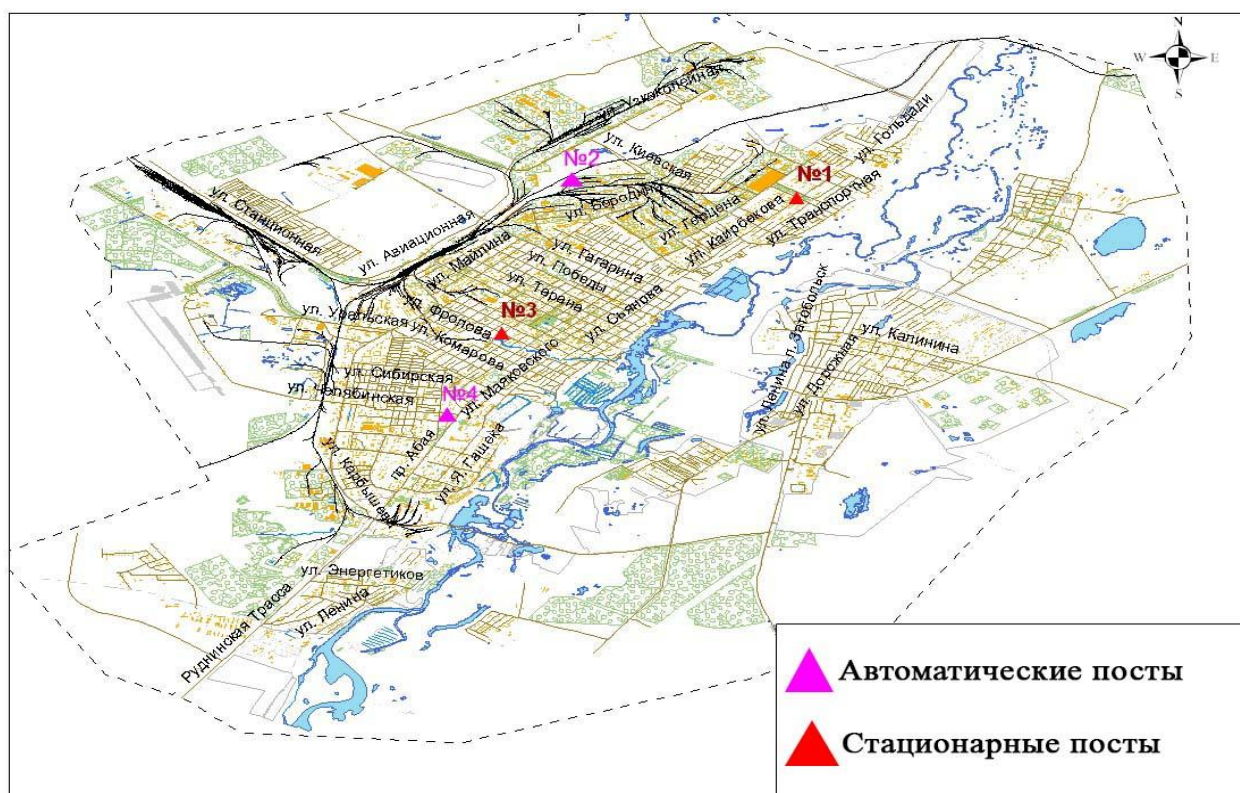 N
W E
S
ул. Узкоколейная
ул. Гольдади
ул. Киевская
№2
№1
ул. Бородина
ул. Герцена
ул. Каирбекова
ул. Транспортная
ул. Станционная
ул. Авиационная
ул. Майлина
ул. Гагарина
ул. Победы
ул. Тарана
ул. Сьянова
ул. Фролова
№3
ул. Уральская
ул. Комарова
ул. Ленина п. Затобольск
ул. Калинина
ул. Дорожная
ул. Сибирская
ул. Челябинская
ул. Маяковского
№4
пр. Абая
ул. Я. Гашека
ул. Карбышева
ул. Энергетиков
ул. Ленина
Руднинская Трасса
Автоматические посты
Стационарные посты